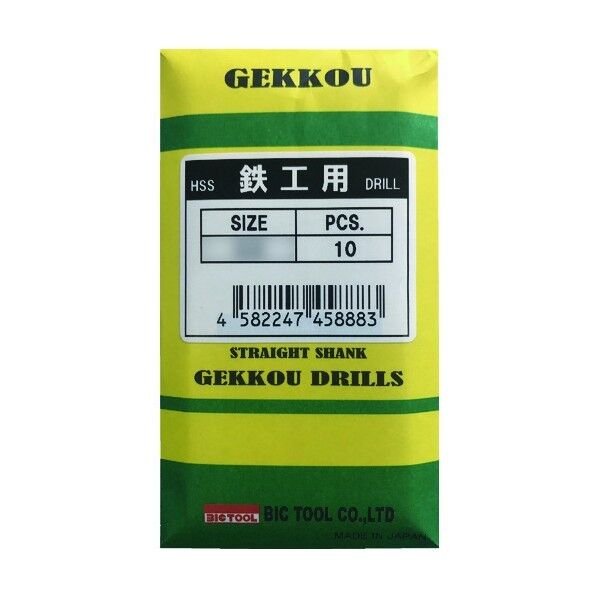 GEKKOU
HSS 鉄工用 DRILL
SIZE PCS.
10
4 582247 458883
STRAIGHT SHANK
GEKKOU DRILLS
BIC TOOL BIC TOOL CO.,LTD
MADE IN JAPAN